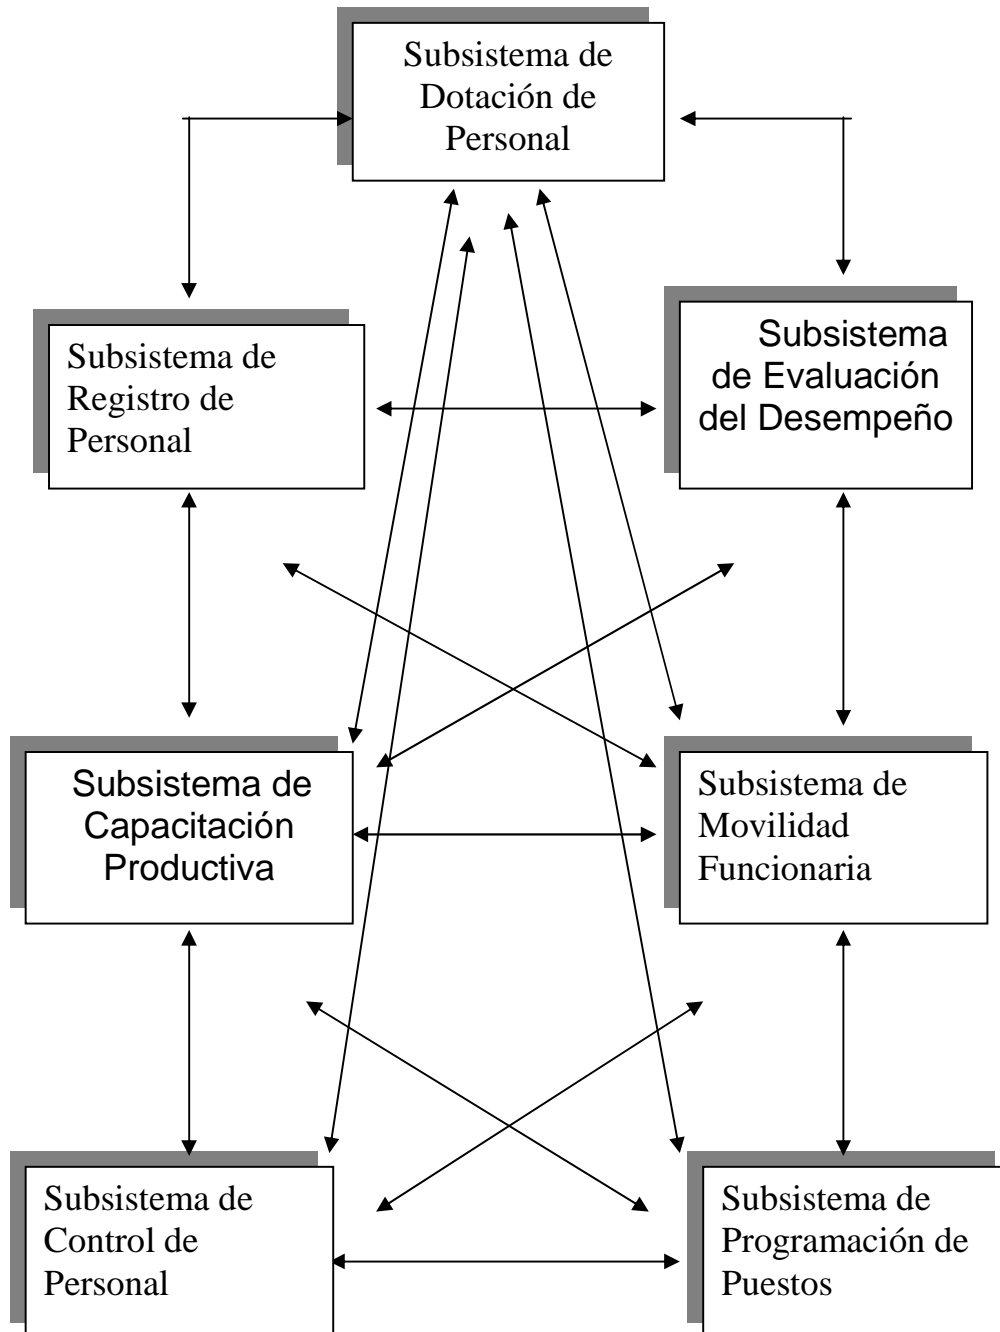 Subsistema de
Dotación de
Personal
Subsistema de
Registro de
Personal
Subsistema
de Evaluación
del Desempeño
Subsistema de
Capacitación
Productiva
Subsistema de
Movilidad
Funcionaria
Subsistema de
Control de
Personal
Subsistema de
Programación de
Puestos